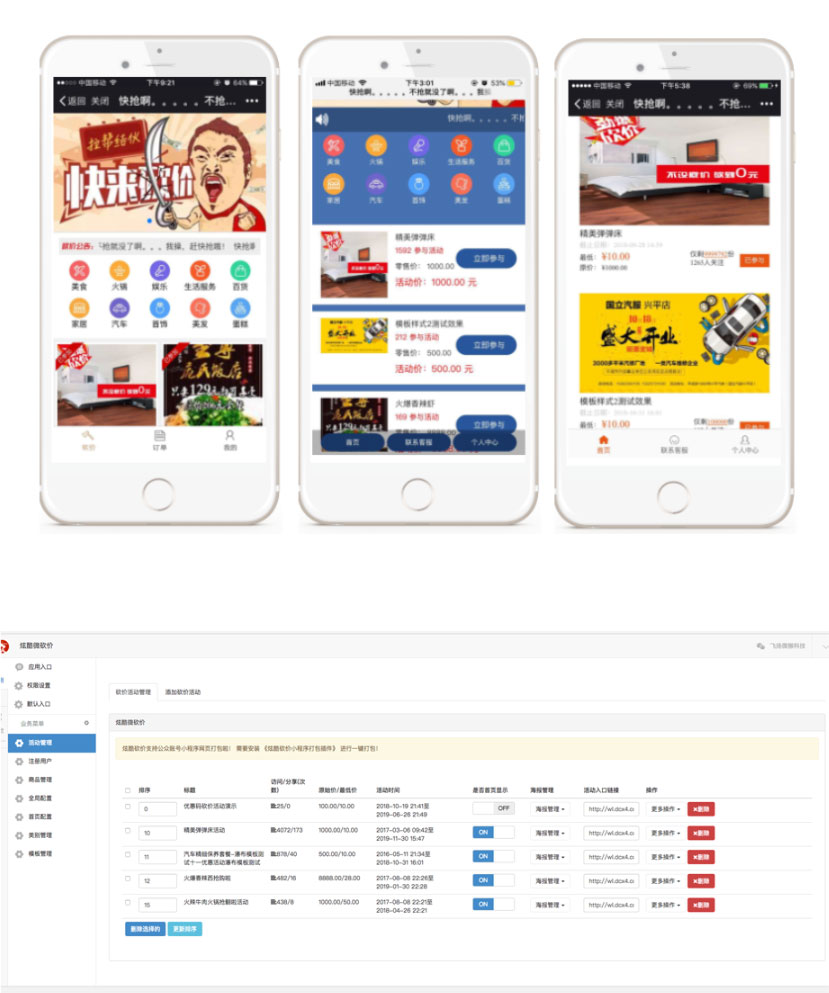 中国移动 下午9:21 64%
返回 关闭 快抢啊。。。。。不抢...
拉帮结伙
快来砍价
砍价公告: 抢就没了啊。。。我操、赶快抢哦! 快抢
美食 火锅 娱乐 生活服务 百货
家居 汽车 首饰 美发 蛋糕
砍价 订单 我的
中国移动 下午3:01 53%
快抢啊。。。。。不抢就没了啊。。。我
快抢啊。。。。。不
美食 火锅 娱乐 生活服务 百货
家居 汽车 首饰 美发 蛋糕
精美弹弹床
1592 参与活动
零售价: 1000.00
活动价: 1000.00 元
立即参与
模板样式2测试效果
212 参与活动
零售价: 500.00
活动价: 500.00 元
立即参与
火爆香辣虾
169 参与活动
立即参与
首页 联系客服 个人中心
中国移动 下午5:38 69%
返回 关闭 快抢啊。。。。。不抢...
不设底价 砍到0元
精美弹弹床
最低: ¥10.00
原价: ¥1000.00
1265人关注
已参与
国立汽服 兴平店
盛大开业
模板样式2测试效果
最低: ¥10.00
首页 联系客服 个人中心
炫酷微砍价
应用入口
权限设置
默认入口
业务菜单
活动管理
注册用户
商品管理
全局配置
首页配置
类别管理
模板管理
砍价活动管理 添加砍价活动
炫酷微砍价
炫酷砍价支持公众账号小程序网页打包啦! 需要安装 《炫酷砍价小程序打包插件》 进行一键打包!
排序 标题 访问/分享(次数) 原始价/最低价 活动时间 是否首页显示 海报管理 活动入口链接 操作
0 优惠码砍价活动演示 25/0 100.00/10.00 2018-10-19 21:41至 2019-06-26 21:49 OFF 海报管理 http://wl.dcx4.c 更多操作 ×删除
10 精美弹弹床活动 4072/173 1000.00/10.00 2017-03-06 09:42至 2019-11-30 15:47 ON 海报管理 http://wl.dcx4.c 更多操作 ×删除
11 汽车精细保养套餐-瀑布模板测试十一优惠活动瀑布模板测试 878/40 500.00/10.00 2016-05-11 21:34至 2018-10-31 16:01 ON 海报管理 http://wl.dcx4.c 更多操作 ×删除
12 火爆香辣西抢购啦 482/16 8888.00/28.00 2017-06-08 22:26至 2019-01-30 22:28 ON 海报管理 http://wl.dcx4.c 更多操作 ×删除
15 火辣牛肉火锅抢翻啦活动 438/9 1000.00/50.00 2017-06-08 22:21至 2018-04-26 22:21 ON 海报管理 http://wl.dcx4.c 更多操作 ×删除
删除选择的 更新排序